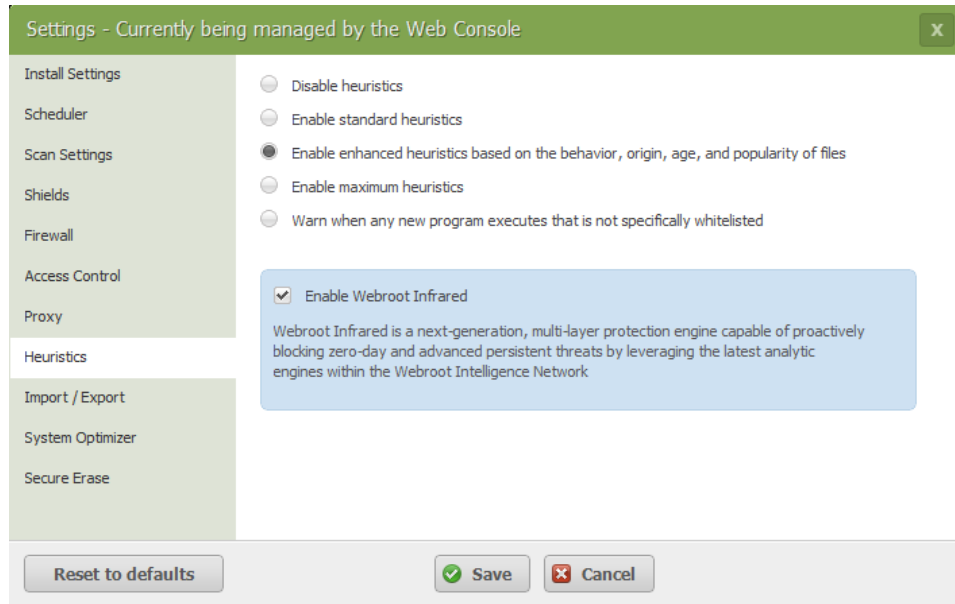 Settings - Currently being managed by the Web Console
x
Install Settings
Scheduler
Scan Settings
Shields
Firewall
Access Control
Proxy
Heuristics
Import / Export
System Optimizer
Secure Erase
Disable heuristics
Enable standard heuristics
Enable enhanced heuristics based on the behavior, origin, age, and popularity of files
Enable maximum heuristics
Warn when any new program executes that is not specifically whitelisted
Enable Webroot Infrared
Webroot Infrared is a next-generation, multi-layer protection engine capable of proactively
blocking zero-day and advanced persistent threats by leveraging the latest analytic
engines within the Webroot Intelligence Network
Reset to defaults
Save
Cancel